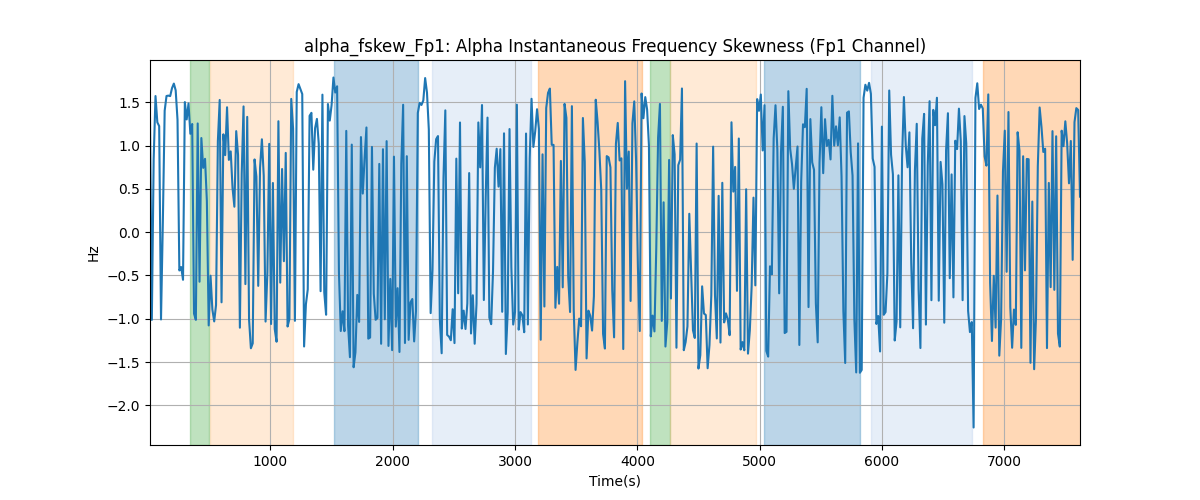 alpha_fskew_Fp1: Alpha Instantaneous Frequency Skewness (Fp1 Channel)
Hz
1.5
1.0
0.5
0.0
−0.5
−1.0
−1.5
−2.0
1000 2000 3000 4000 5000 6000 7000
Time(s)